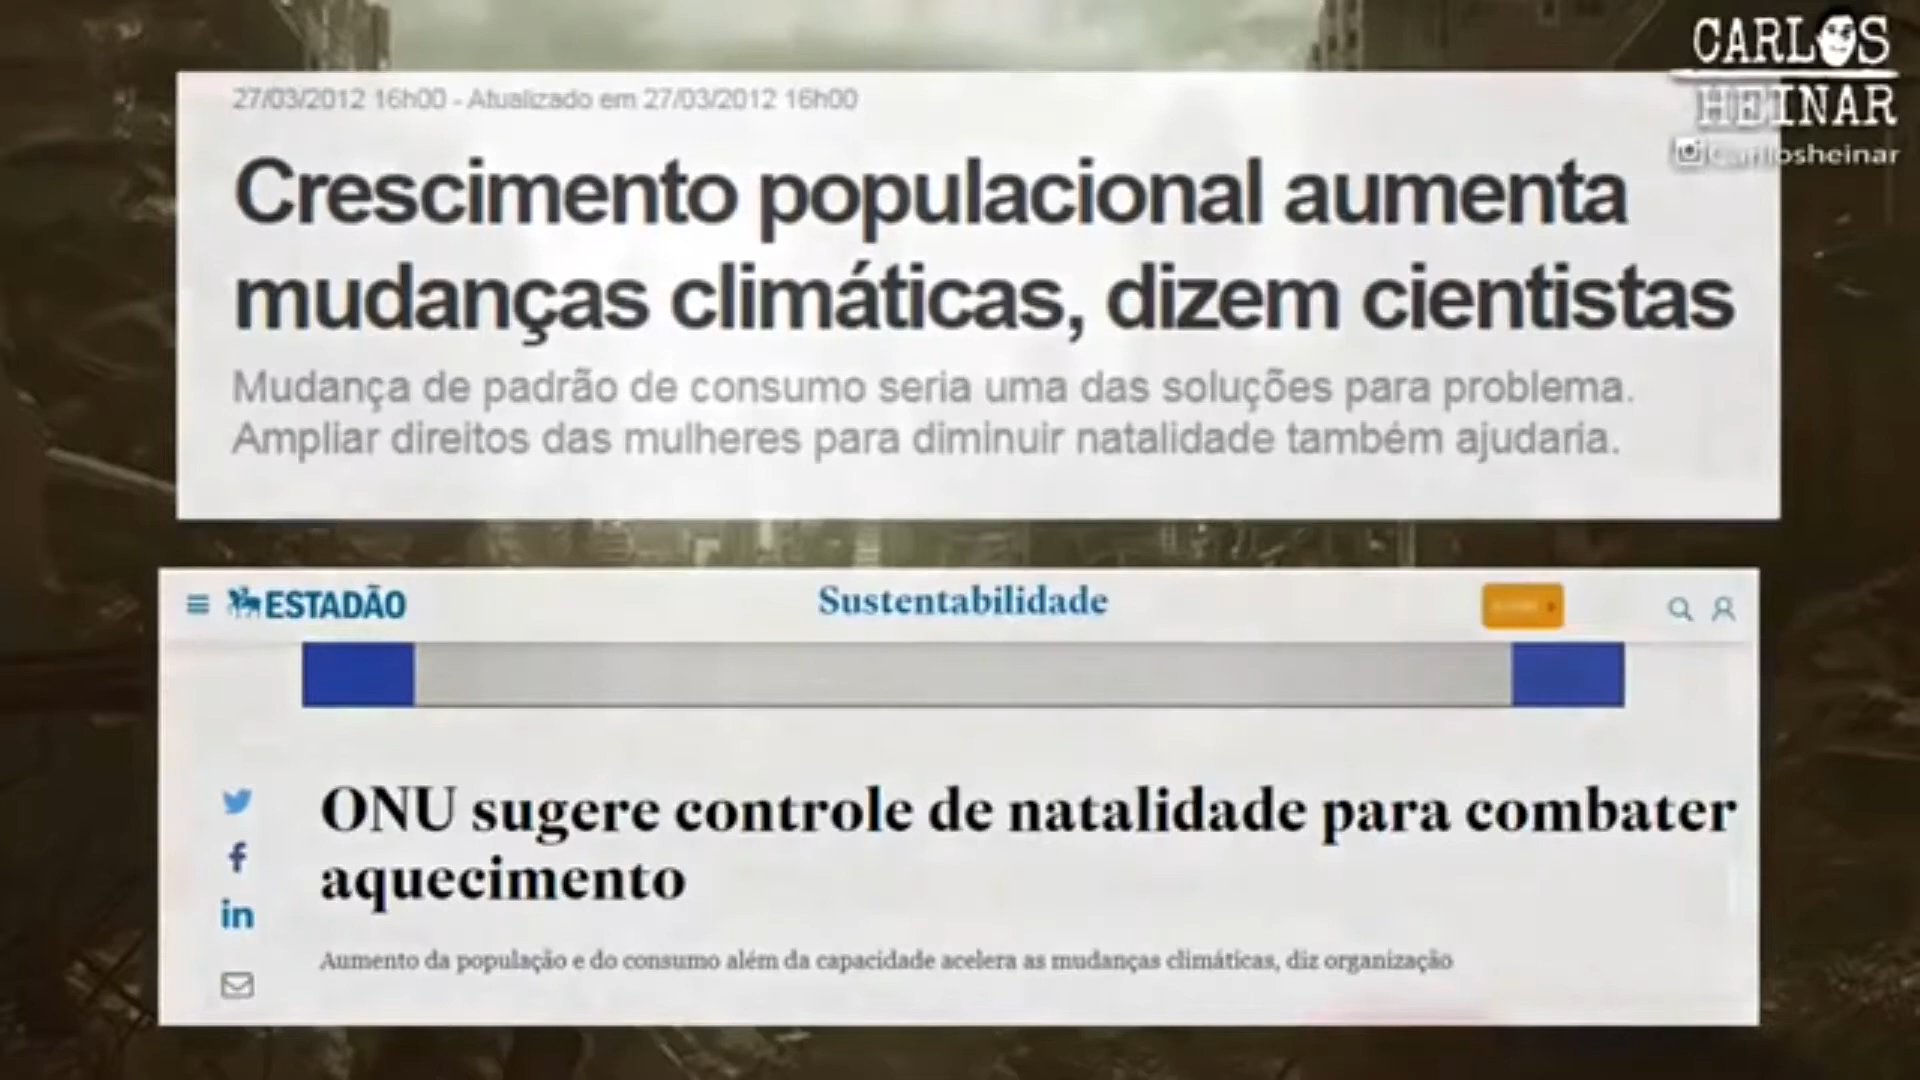 CARLOS
HEINAR
27/03/2012 16h00 - Atualizado em 27/03/2012 16h00
Crescimento populacional aumenta
mudanças climáticas, dizem cientistas
Mudança de padrão de consumo seria uma das soluções para problema.
Ampliar direitos das mulheres para diminuir natalidade também ajudaria.
ESTADÃO
Sustentabilidade
ONU sugere controle de natalidade para combater
aquecimento
Aumento da população e do consumo além da capacidade acelera as mudanças climáticas, diz organização